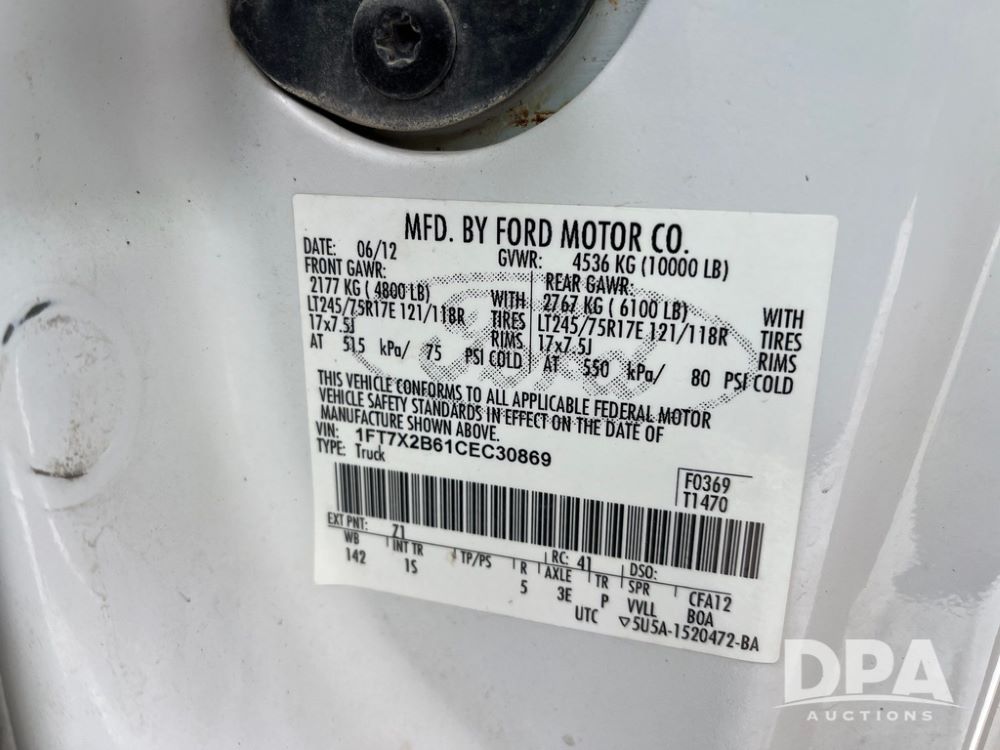 MFD. BY FORD MOTOR CO.
DATE: 06/12 GVWR: 4536 KG (10000 LB)
FRONT GAWR: REAR GAWR:
2177 KG ( 4800 LB) WITH 2767 KG ( 6100 LB) WITH
LT245/75R17E 121/118R TIRES LT245/75R17E 121/118R TIRES
17x7.5J RIMS 17x7.5J RIMS
AT 515 kPa/ 75 PSI COLD AT 550 kPa/ 80 PSI COLD
Ford
THIS VEHICLE CONFORMS TO ALL APPLICABLE FEDERAL MOTOR
VEHICLE SAFETY STANDARDS IN EFFECT ON THE DATE OF
MANUFACTURE SHOWN ABOVE.
VIN: 1FT7X2B61CEC30869
TYPE: Truck
F0369
T1470
EXT PNT: Z1 RC: 41 DSO:
WB INT TR TP/PS R AXLE TR SPR CFA12
142 1S 5 3E P VVLL BOA
UTC ▽5U5A-1520472-BA
DPA
AUCTIONS